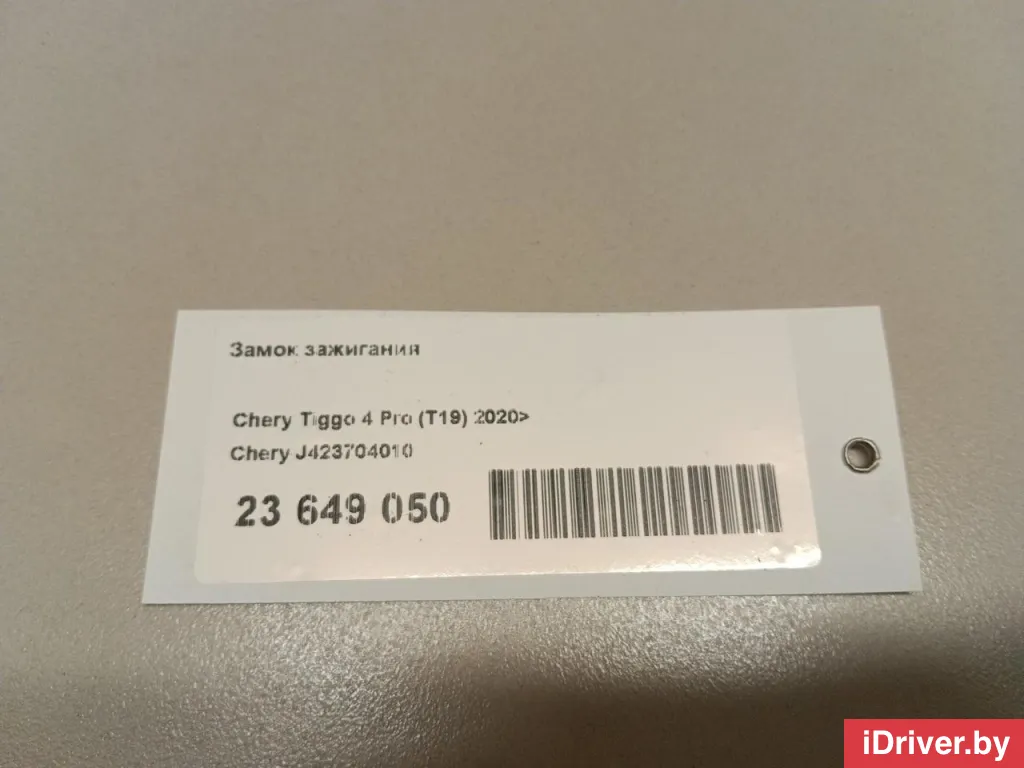 Замок зажигания
Chery Tiggo 4 Pro (T19) 2020>
Chery J423704010
23 649 050
iDriver.by